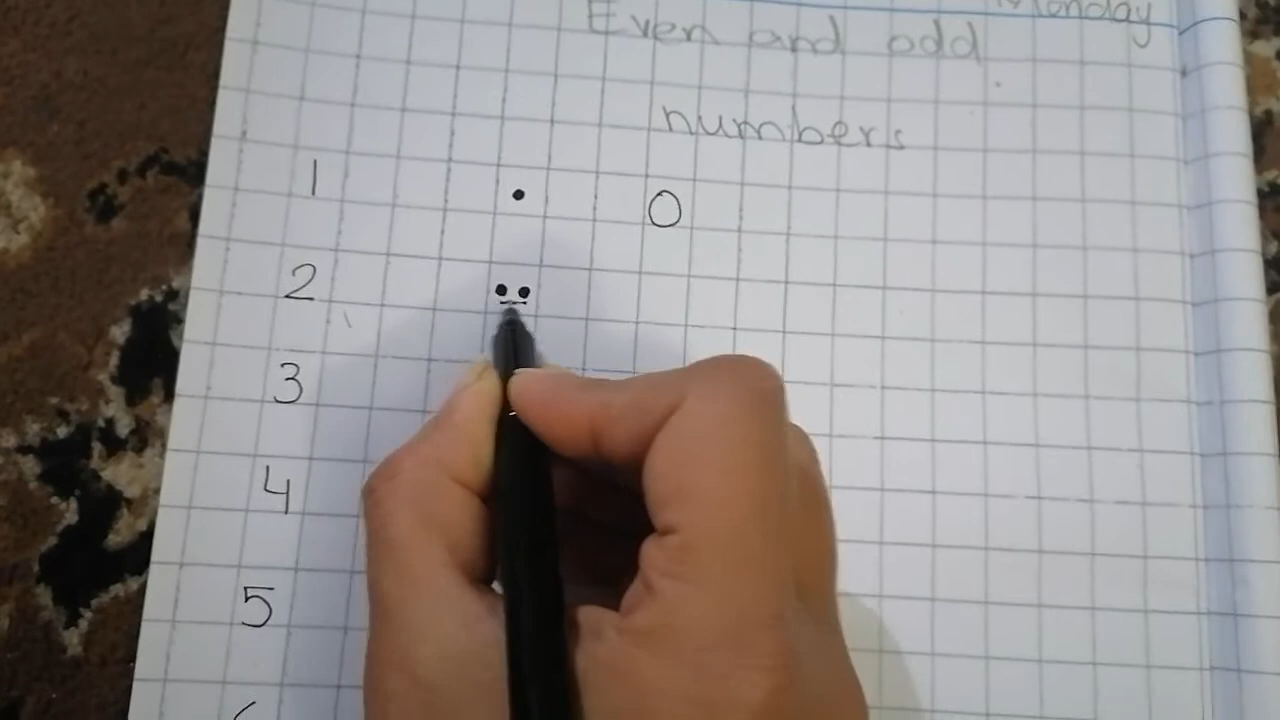 Monday
Even and odd
numbers
1 • O
2 ••
3
4
5